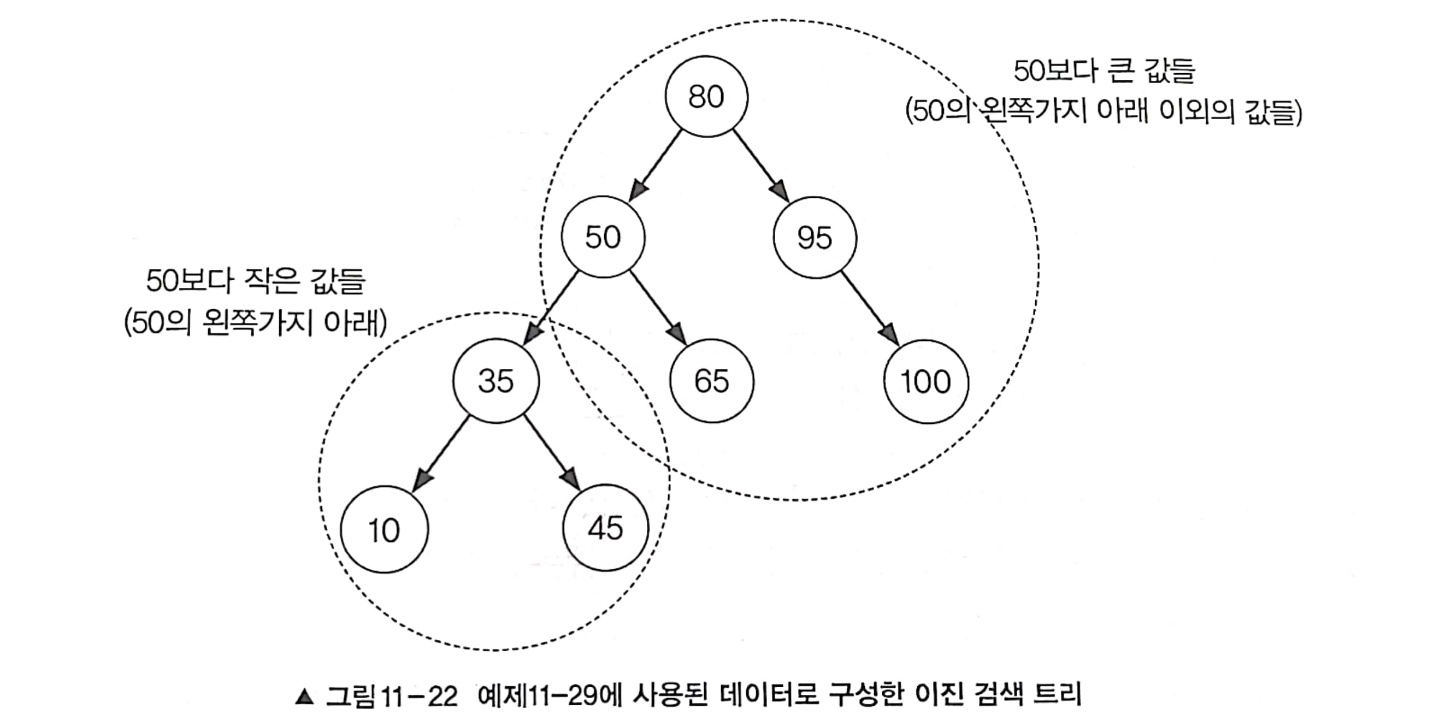 80
50보다 큰 값들
(50의 왼쪽가지 아래 이외의 값들)
50
95
50보다 작은 값들
(50의 왼쪽가지 아래)
35
65
100
10
45
▲ 그림 11-22 예제11-29에 사용된 데이터로 구성한 이진 검색 트리